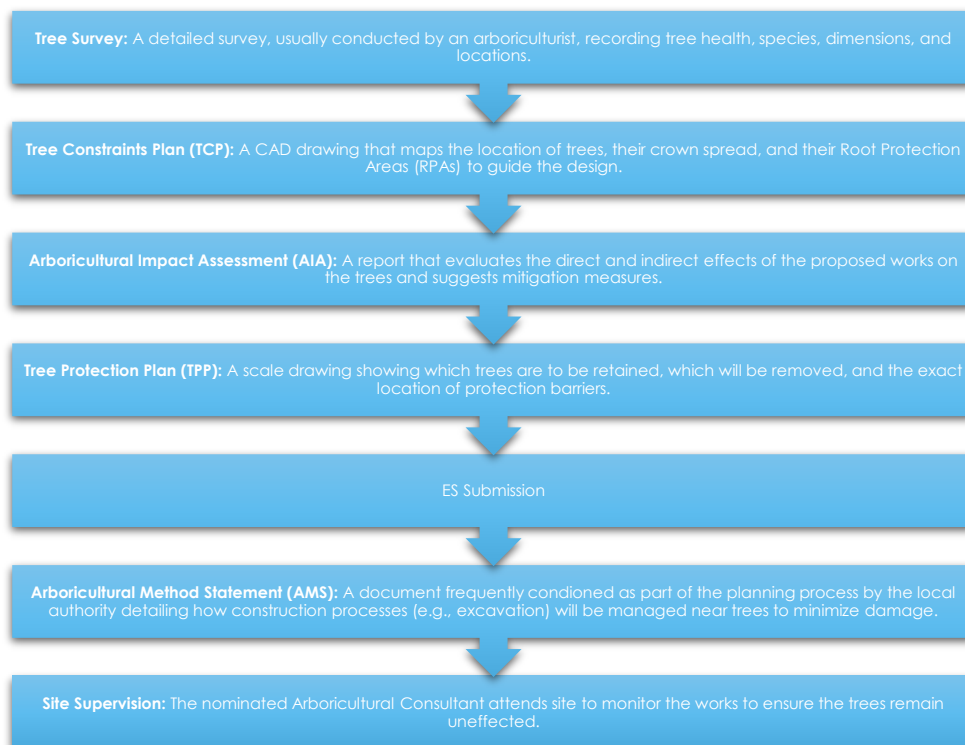 Tree Survey: A detailed survey, usually conducted by an arboriculturist, recording tree health, species, dimensions, and
locations.
Tree Constraints Plan (TCP): A CAD drawing that maps the location of trees, their crown spread, and their Root Protection
Areas (RPAs) to guide the design.
Arboricultural Impact Assessment (AIA): A report that evaluates the direct and indirect effects of the proposed works on
the trees and suggests mitigation measures.
Tree Protection Plan (TPP): A scale drawing showing which trees are to be retained, which will be removed, and the exact
location of protection barriers.
ES Submission
Arboricultural Method Statement (AMS): A document frequently condioned as part of the planning process by the local
authority detailing how construction processes (e.g., excavation) will be managed near trees to minimize damage.
Site Supervision: The nominated Arboricultural Consultant attends site to monitor the works to ensure the trees remain
uneffected.